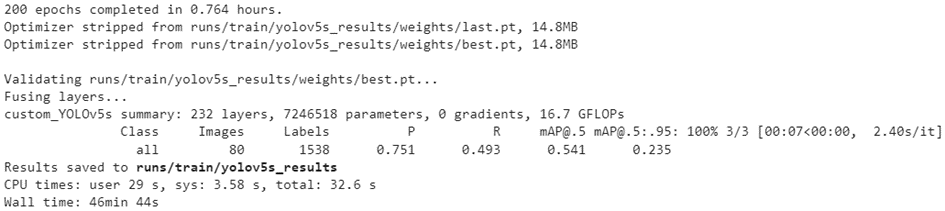 200 epochs completed in 0.764 hours.
Optimizer stripped from runs/train/yolov5s_results/weights/last.pt, 14.8MB
Optimizer stripped from runs/train/yolov5s_results/weights/best.pt, 14.8MB
Validating runs/train/yolov5s_results/weights/best.pt...
Fusing layers...
custom_YOLOv5s summary: 232 layers, 7246518 parameters, 0 gradients, 16.7 GFLOPs
Class Images Labels P R mAP@.5 mAP@.5:.95: 100% 3/3 [00:07<00:00, 2.40s/it]
all 80 1538 0.751 0.493 0.541 0.235
Results saved to runs/train/yolov5s_results
CPU times: user 29 s, sys: 3.58 s, total: 32.6 s
Wall time: 46min 44s